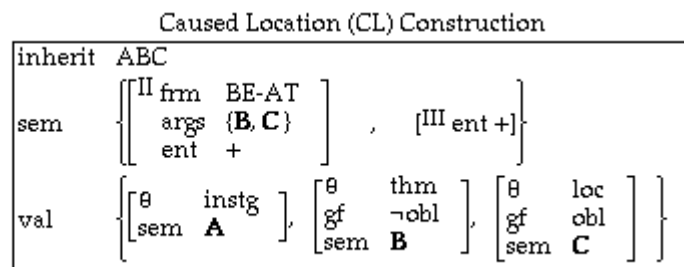 Caused Location (CL) Construction
inherit ABC
sem {[II frm BE-AT
args {B, C}
ent +] , [III ent +]}
val {[θ instg
sem A], [θ thm
gf ¬obl
sem B], [θ loc
gf obl
sem C]}